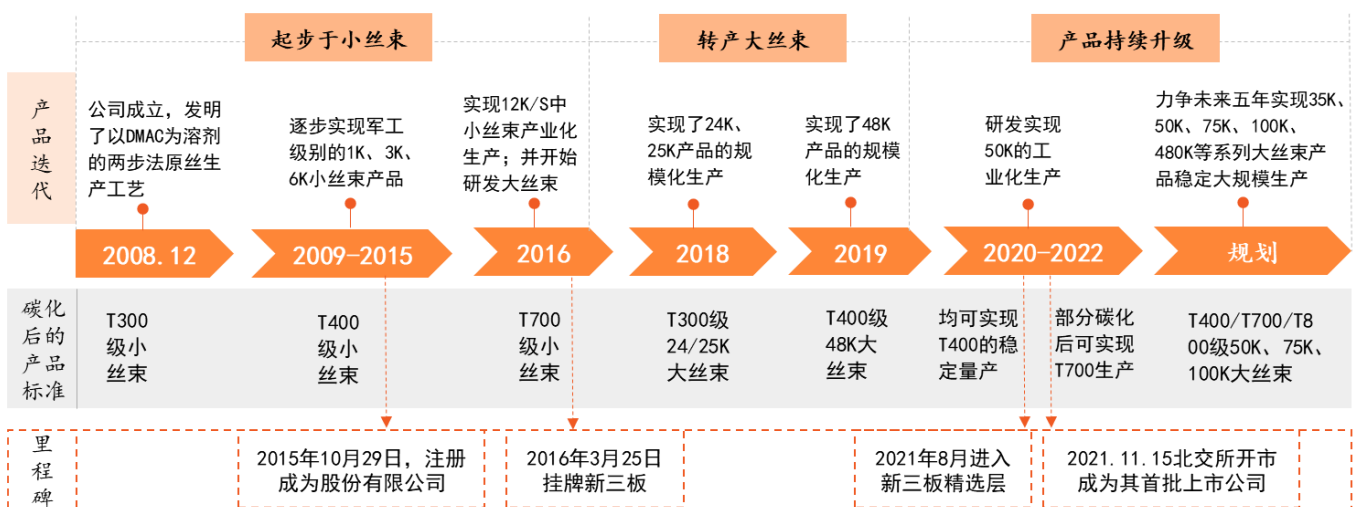 起步于小丝束
转产大丝束
产品持续升级
产
品
迭
代
公司成立，发明
了以DMAC为溶剂
的两步法原丝生
产工艺
逐步实现军工
级别的1K、3K、
6K小丝束产品
实现12K/S中
小丝束产业化
生产；并开始
研发大丝束
实现了24K、
25K产品的规
模化生产
实现了48K
产品的规模
化生产
研发实现
50K的工
业化生产
力争未来五年实现35K、
50K、75K、100K、
480K等系列大丝束产
品稳定大规模生产
2008.12
2009-2015
2016
2018
2019
2020-2022
规划
碳化
后的
产品
标准
T300
级小
丝束
T400
级小
丝束
T700
级小
丝束
T300级
24/25K
大丝束
T400级
48K大
丝束
均可实现
T400的稳
定量产
部分碳化
后可实现
T700生产
T400/T700/T8
00级50K、75K、
100K大丝束
里
程
碑
2015年10月29日，注册
成为股份有限公司
2016年3月25日
挂牌新三板
2021年8月进入
新三板精选层
2021.11.15北交所开市
成为其首批上市公司